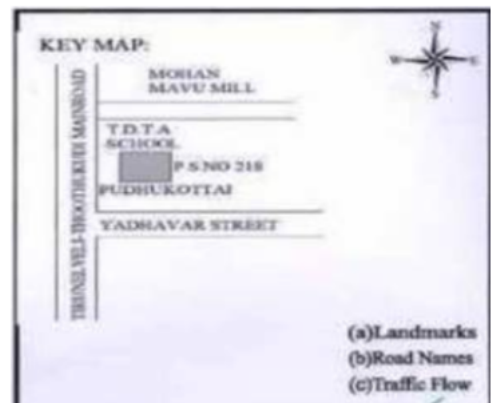 KEY MAP:
N
W
E
S
MOHAN
MAVU MILL
TIRUNELVELI-THOOTHUKUDI MAINROAD
T.D.T.A
SCHOOL
P.S.NO 218
PUDHUKOTTAI
YADHAVAR STREET
(a)Landmarks
(b)Road Names
(c)Traffic Flow